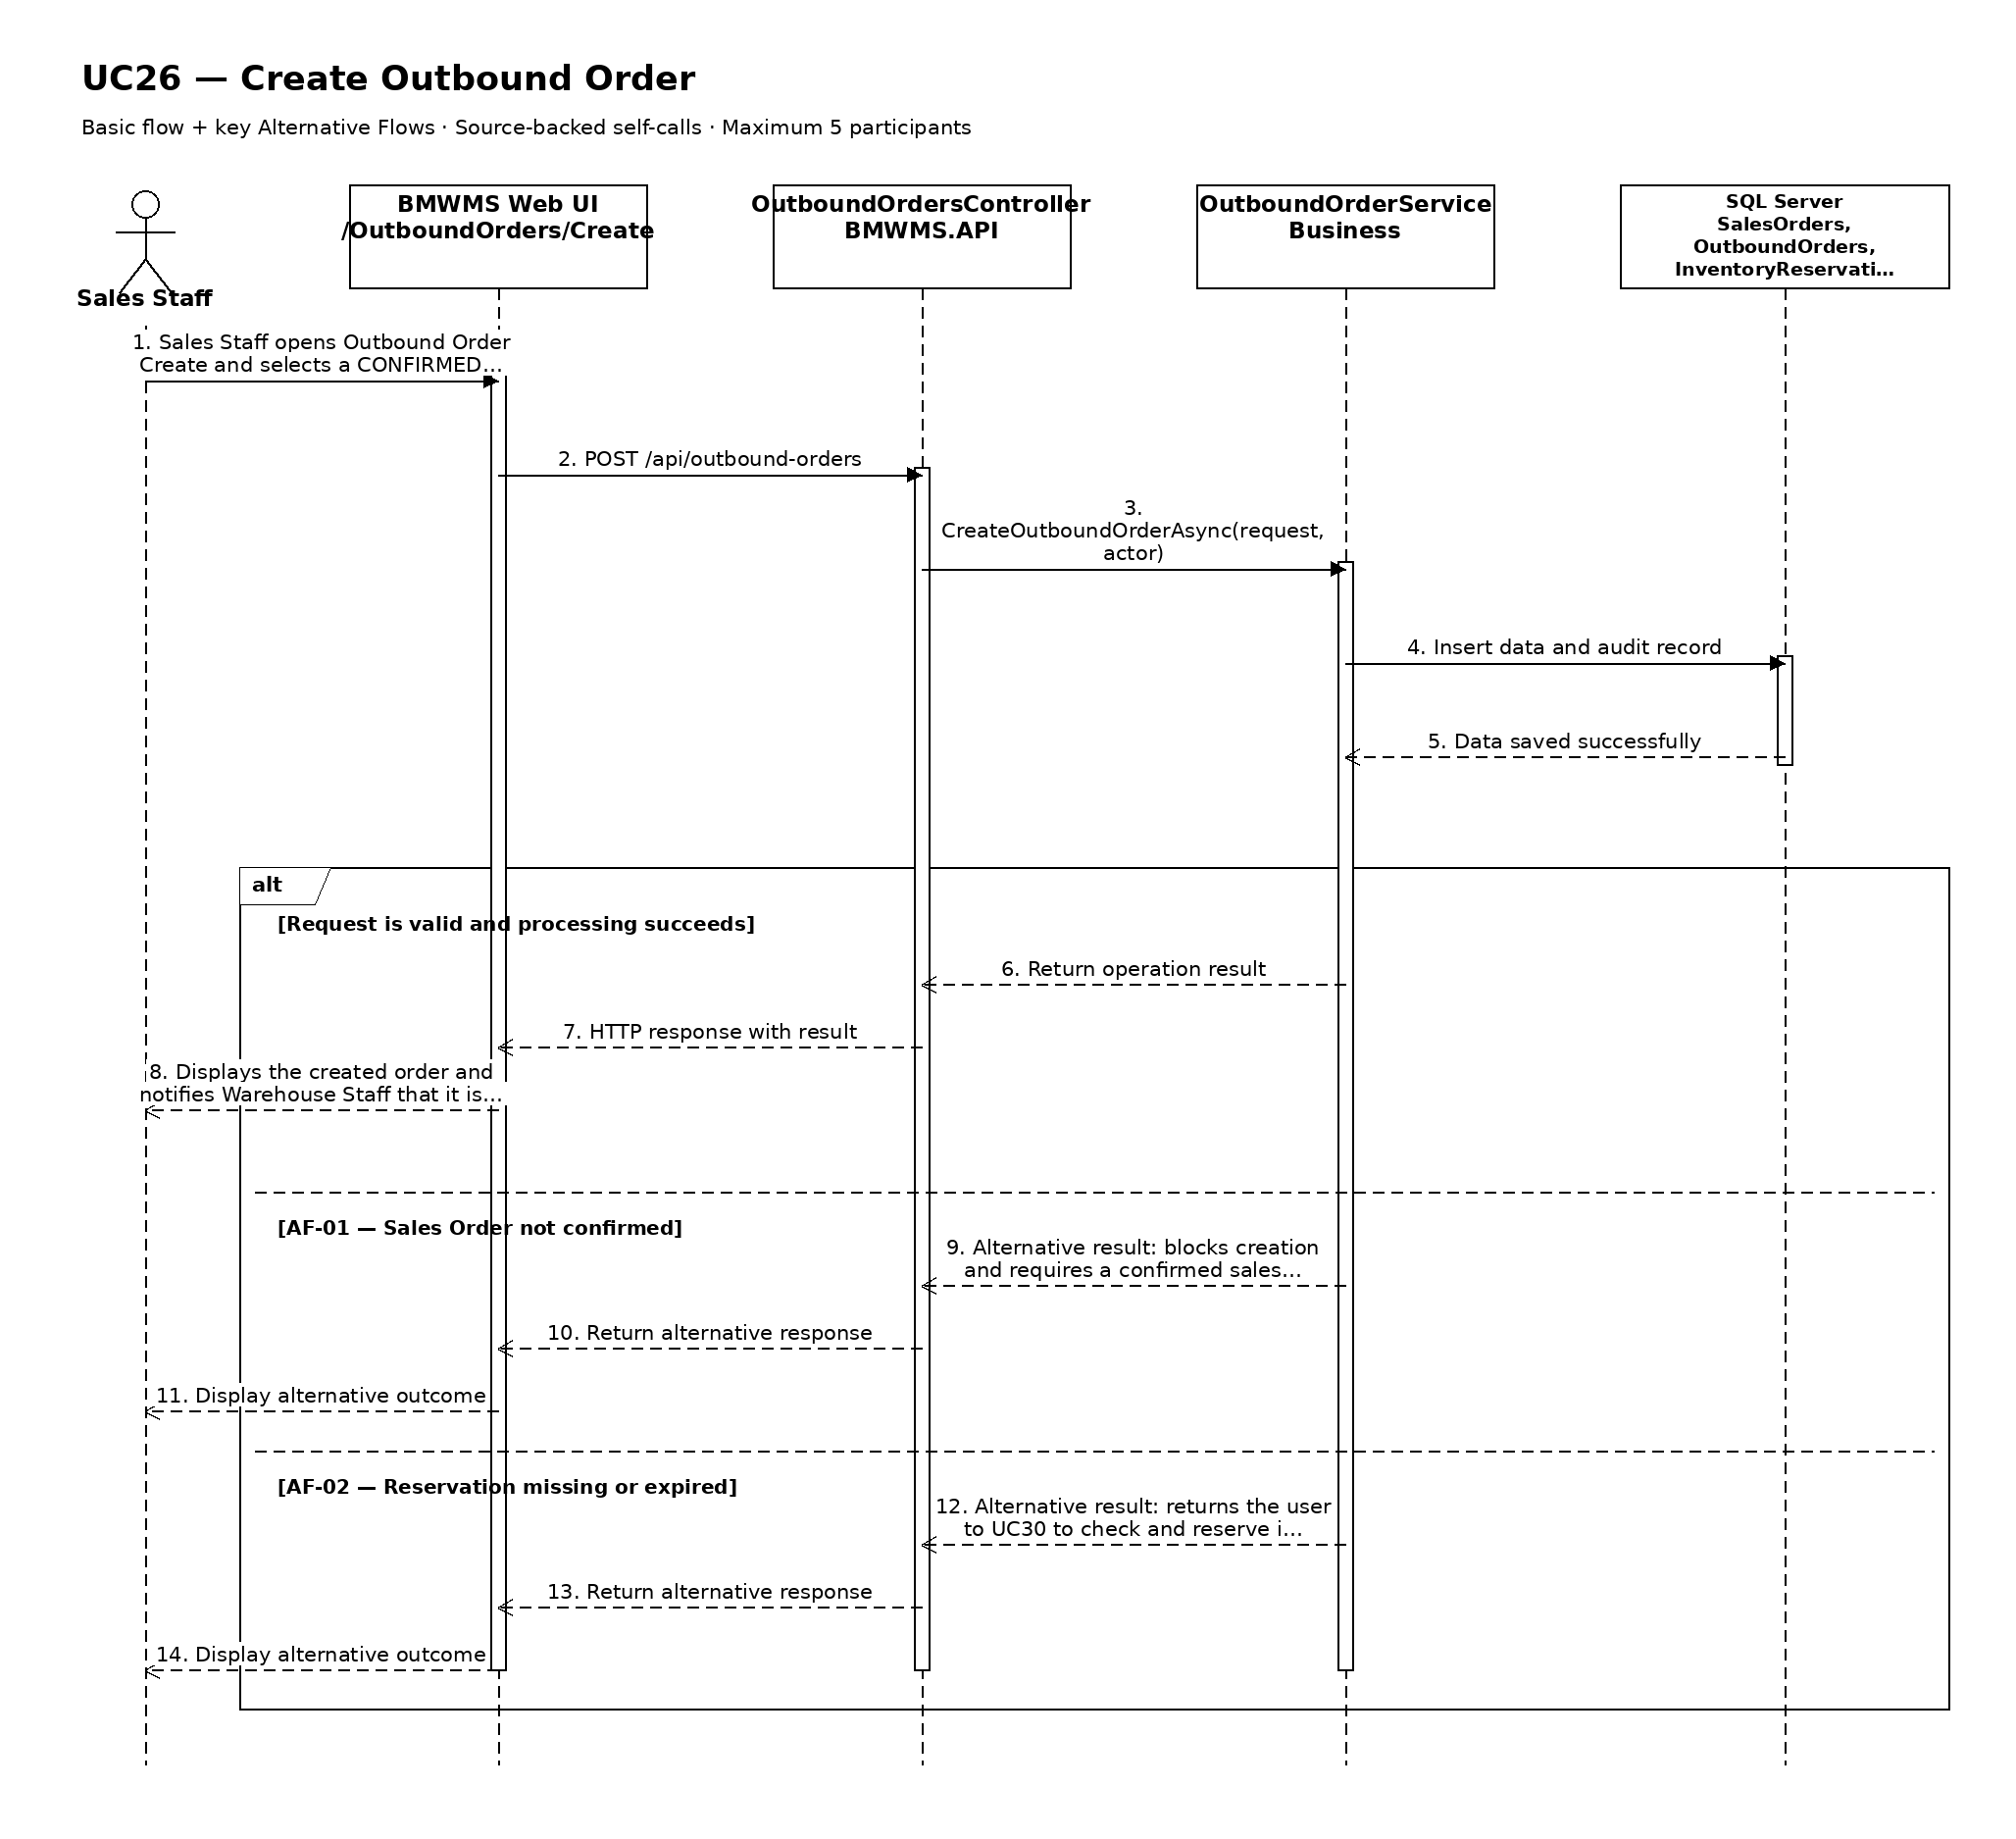 UC26 — Create Outbound Order
Basic flow + key Alternative Flows · Source-backed self-calls · Maximum 5 participants
Sales Staff
BMWMS Web UI
/OutboundOrders/Create
OutboundOrdersController
BMWMS.API
OutboundOrderService
Business
SQL Server
SalesOrders,
OutboundOrders,
InventoryReservati...
1. Sales Staff opens Outbound Order
Create and selects a CONFIRMED...
2. POST /api/outbound-orders
3.
CreateOutboundOrderAsync(request,
actor)
4. Insert data and audit record
5. Data saved successfully
alt
[Request is valid and processing succeeds]
6. Return operation result
7. HTTP response with result
8. Displays the created order and
notifies Warehouse Staff that it is...
[AF-01 — Sales Order not confirmed]
9. Alternative result: blocks creation
and requires a confirmed sales...
10. Return alternative response
11. Display alternative outcome
[AF-02 — Reservation missing or expired]
12. Alternative result: returns the user
to UC30 to check and reserve i...
13. Return alternative response
14. Display alternative outcome